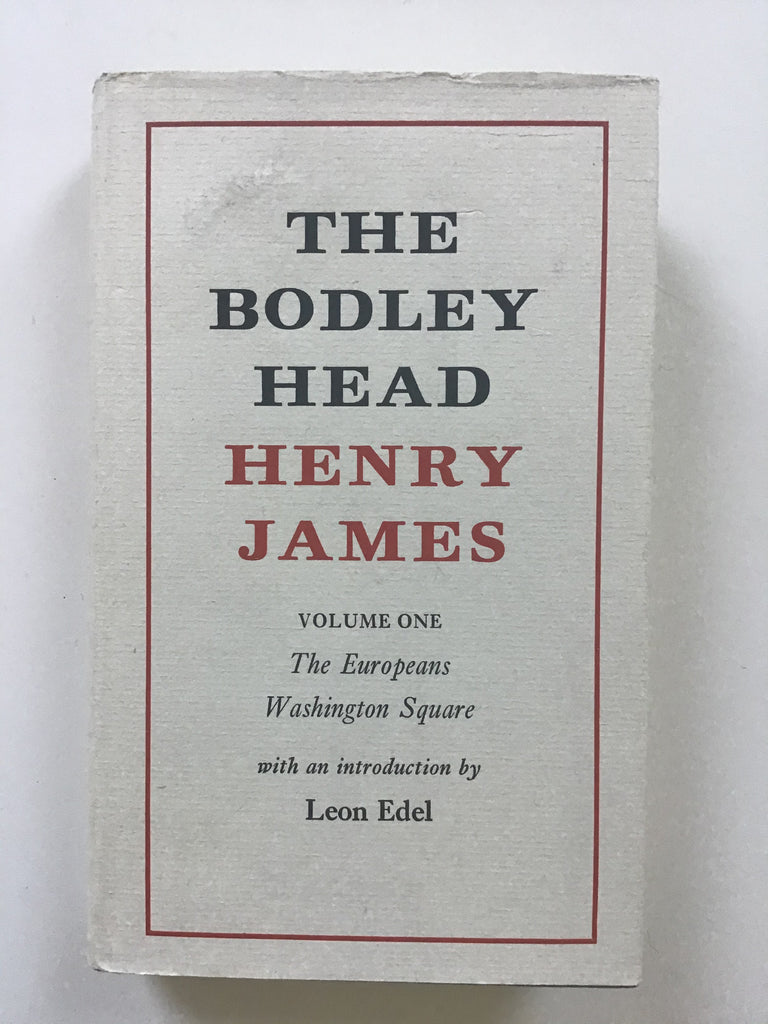 THE
BODLEY
HEAD
HENRY
JAMES
VOLUME ONE
The Europeans
Washington Square
with an introduction by
Leon Edel